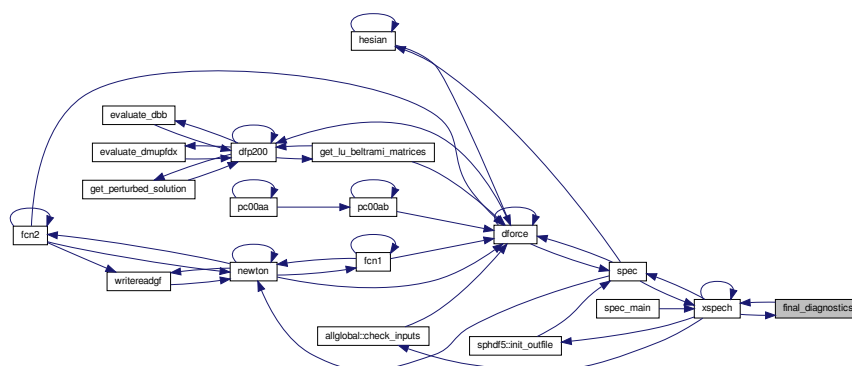 hesian
evaluate_dbb
evaluate_dmupfdx
dfp200
get_lu_beltrami_matrices
get_perturbed_solution
pc00aa
pc00ab
fcn2
dforce
fcn1
newton
writereadgf
spec
spec_main
xspech
final_diagnostics
allglobal::check_inputs
sphdf5::init_outfile